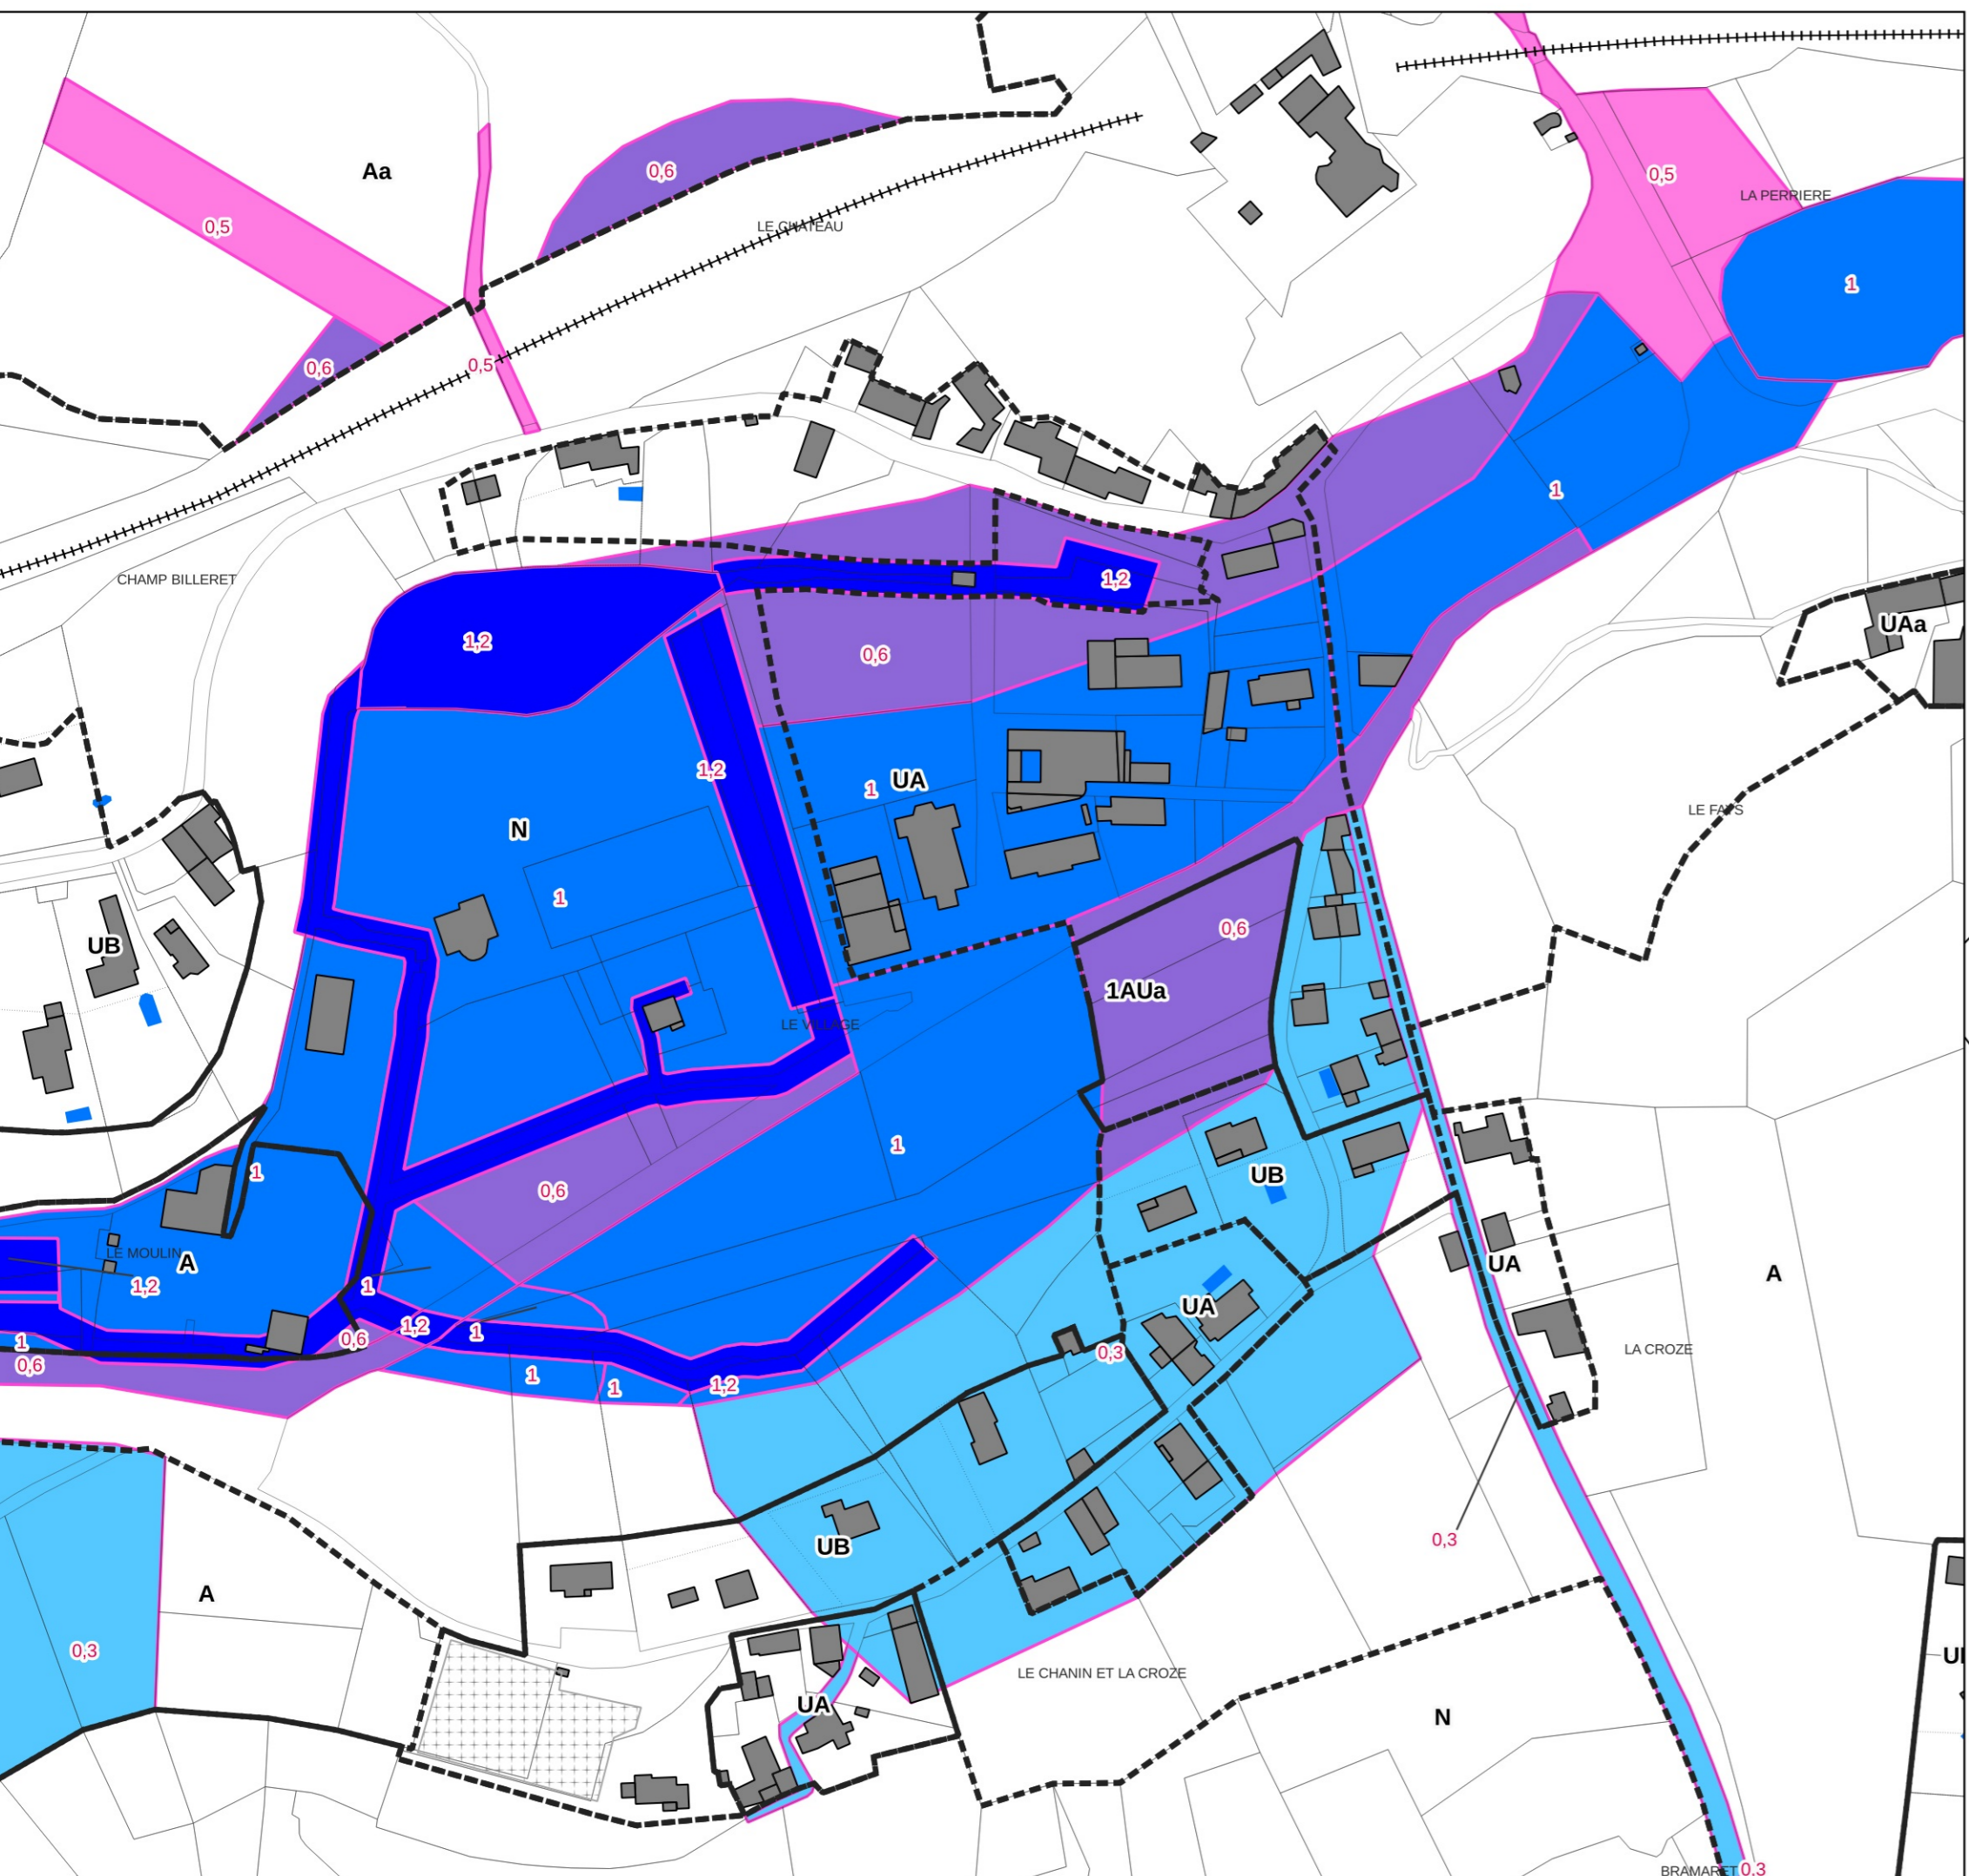 Aa
0,6
0,5
LA PERRIERE
0,5
LE CHATEAU
1
0,5
0,6
1
CHAMP BILLERET
1,2
UAa
1,2
0,6
1,2
UA
1
LE FAYS
N
1
0,6
UB
1AUa
LE VILLAGE
1
1
UB
0,6
LE MOULIN
A
UA
A
1,2
1
UA
1,2
1
0,6
1
0,3
LA CROZE
0,6
1
1
1,2
0,3
UB
A
0,3
LE CHANIN ET LA CROZE
UA
N
BRAMARET
0,3